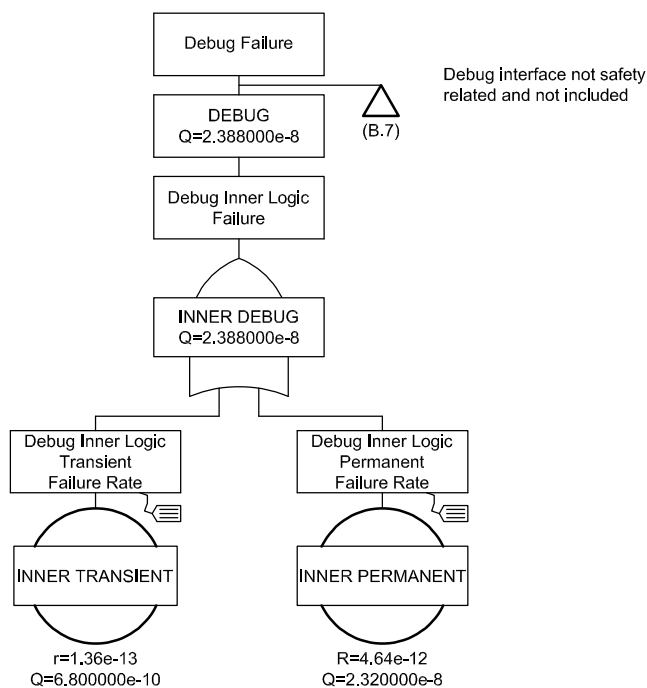 Debug Failure
Debug interface not safety
related and not included
(B.7)
DEBUG
Q=2.388000e-8
Debug Inner Logic
Failure
INNER DEBUG
Q=2.388000e-8
Debug Inner Logic
Transient
Failure Rate
Debug Inner Logic
Permanent
Failure Rate
INNER TRANSIENT
INNER PERMANENT
r=1.36e-13
Q=6.800000e-10
R=4.64e-12
Q=2.320000e-8